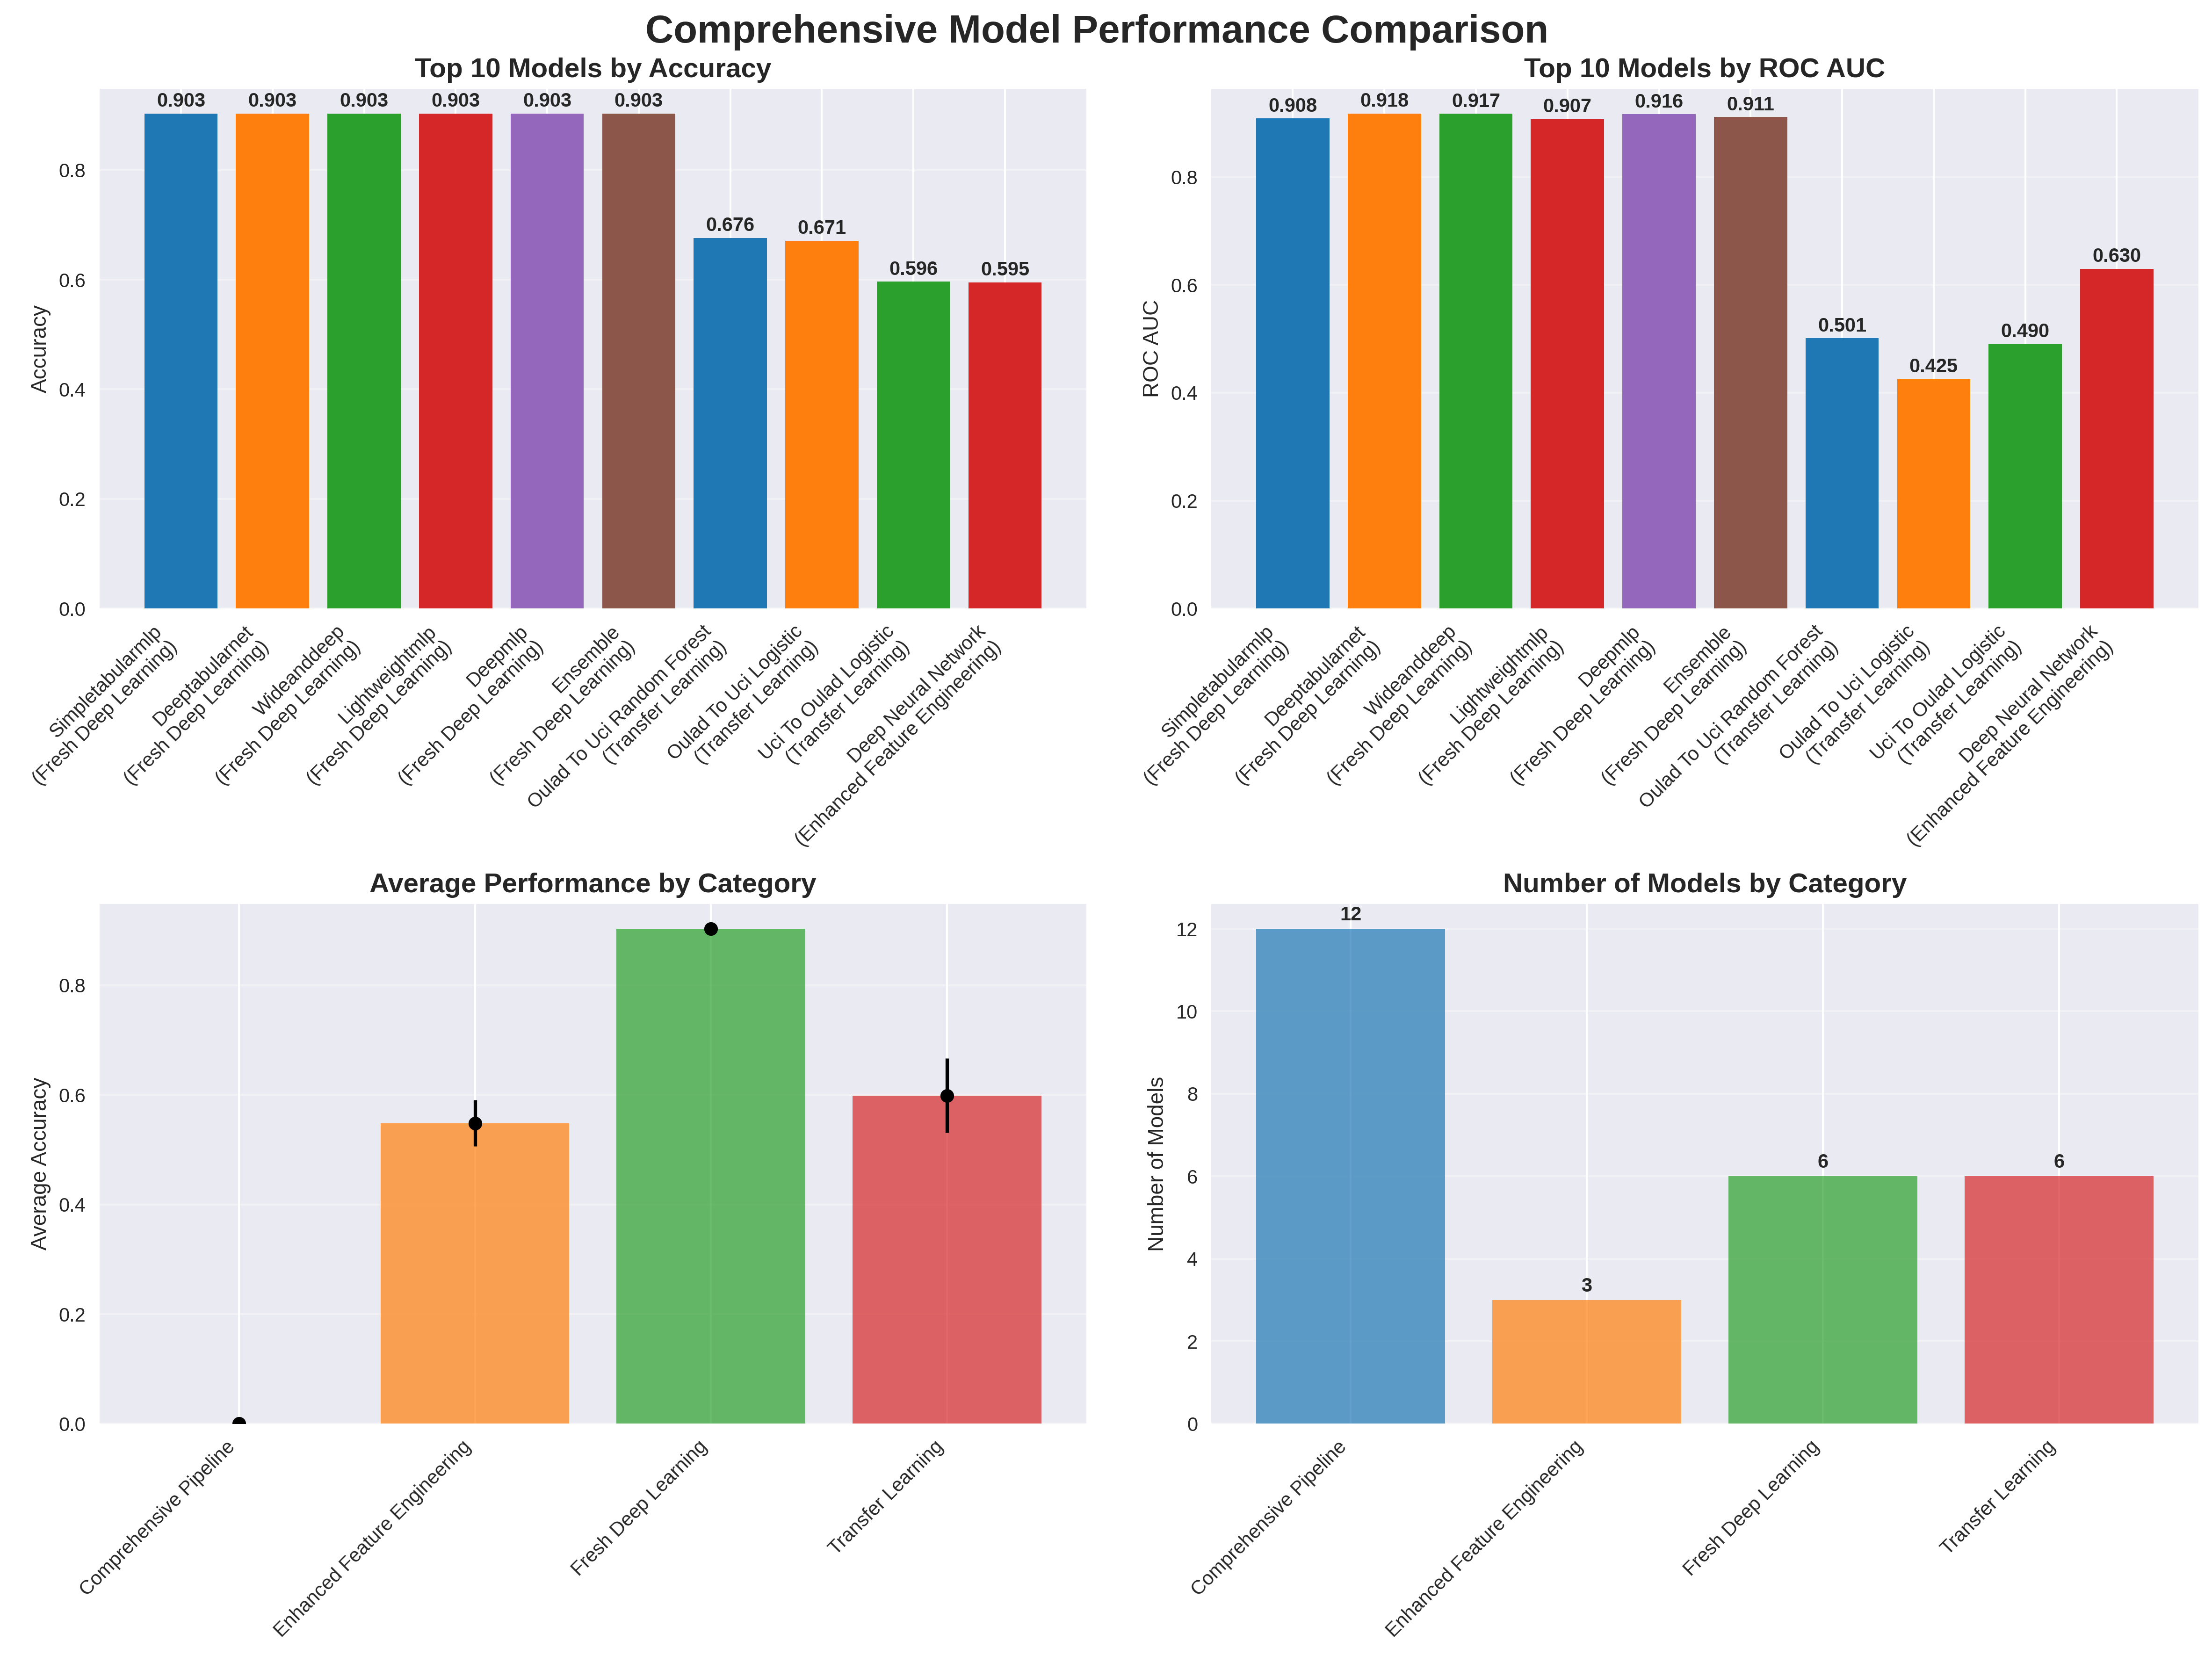 Comprehensive Model Performance Comparison
Top 10 Models by Accuracy
Accuracy
0.8
0.6
0.4
0.2
0.0
0.903
0.903
0.903
0.903
0.903
0.903
0.676
0.671
0.596
0.595
Simpletabularmlp
(Fresh Deep Learning)
Deeptabularnet
(Fresh Deep Learning)
Wideanddeep
(Fresh Deep Learning)
Lightweightmlp
(Fresh Deep Learning)
Deepmlp
(Fresh Deep Learning)
Ensemble
(Fresh Deep Learning)
Oulad To Uci Random Forest
(Transfer Learning)
Oulad To Uci Logistic
(Transfer Learning)
Uci To Oulad Logistic
(Transfer Learning)
Deep Neural Network
(Enhanced Feature Engineering)
Top 10 Models by ROC AUC
ROC AUC
0.8
0.6
0.4
0.2
0.0
0.908
0.918
0.917
0.907
0.916
0.911
0.501
0.425
0.490
0.630
Simpletabularmlp
(Fresh Deep Learning)
Deeptabularnet
(Fresh Deep Learning)
Wideanddeep
(Fresh Deep Learning)
Lightweightmlp
(Fresh Deep Learning)
Deepmlp
(Fresh Deep Learning)
Ensemble
(Fresh Deep Learning)
Oulad To Uci Random Forest
(Transfer Learning)
Oulad To Uci Logistic
(Transfer Learning)
Uci To Oulad Logistic
(Transfer Learning)
Deep Neural Network
(Enhanced Feature Engineering)
Average Performance by Category
Average Accuracy
0.8
0.6
0.4
0.2
0.0
Comprehensive Pipeline
Enhanced Feature Engineering
Fresh Deep Learning
Transfer Learning
Number of Models by Category
Number of Models
12
10
8
6
4
2
0
12
3
6
6
Comprehensive Pipeline
Enhanced Feature Engineering
Fresh Deep Learning
Transfer Learning